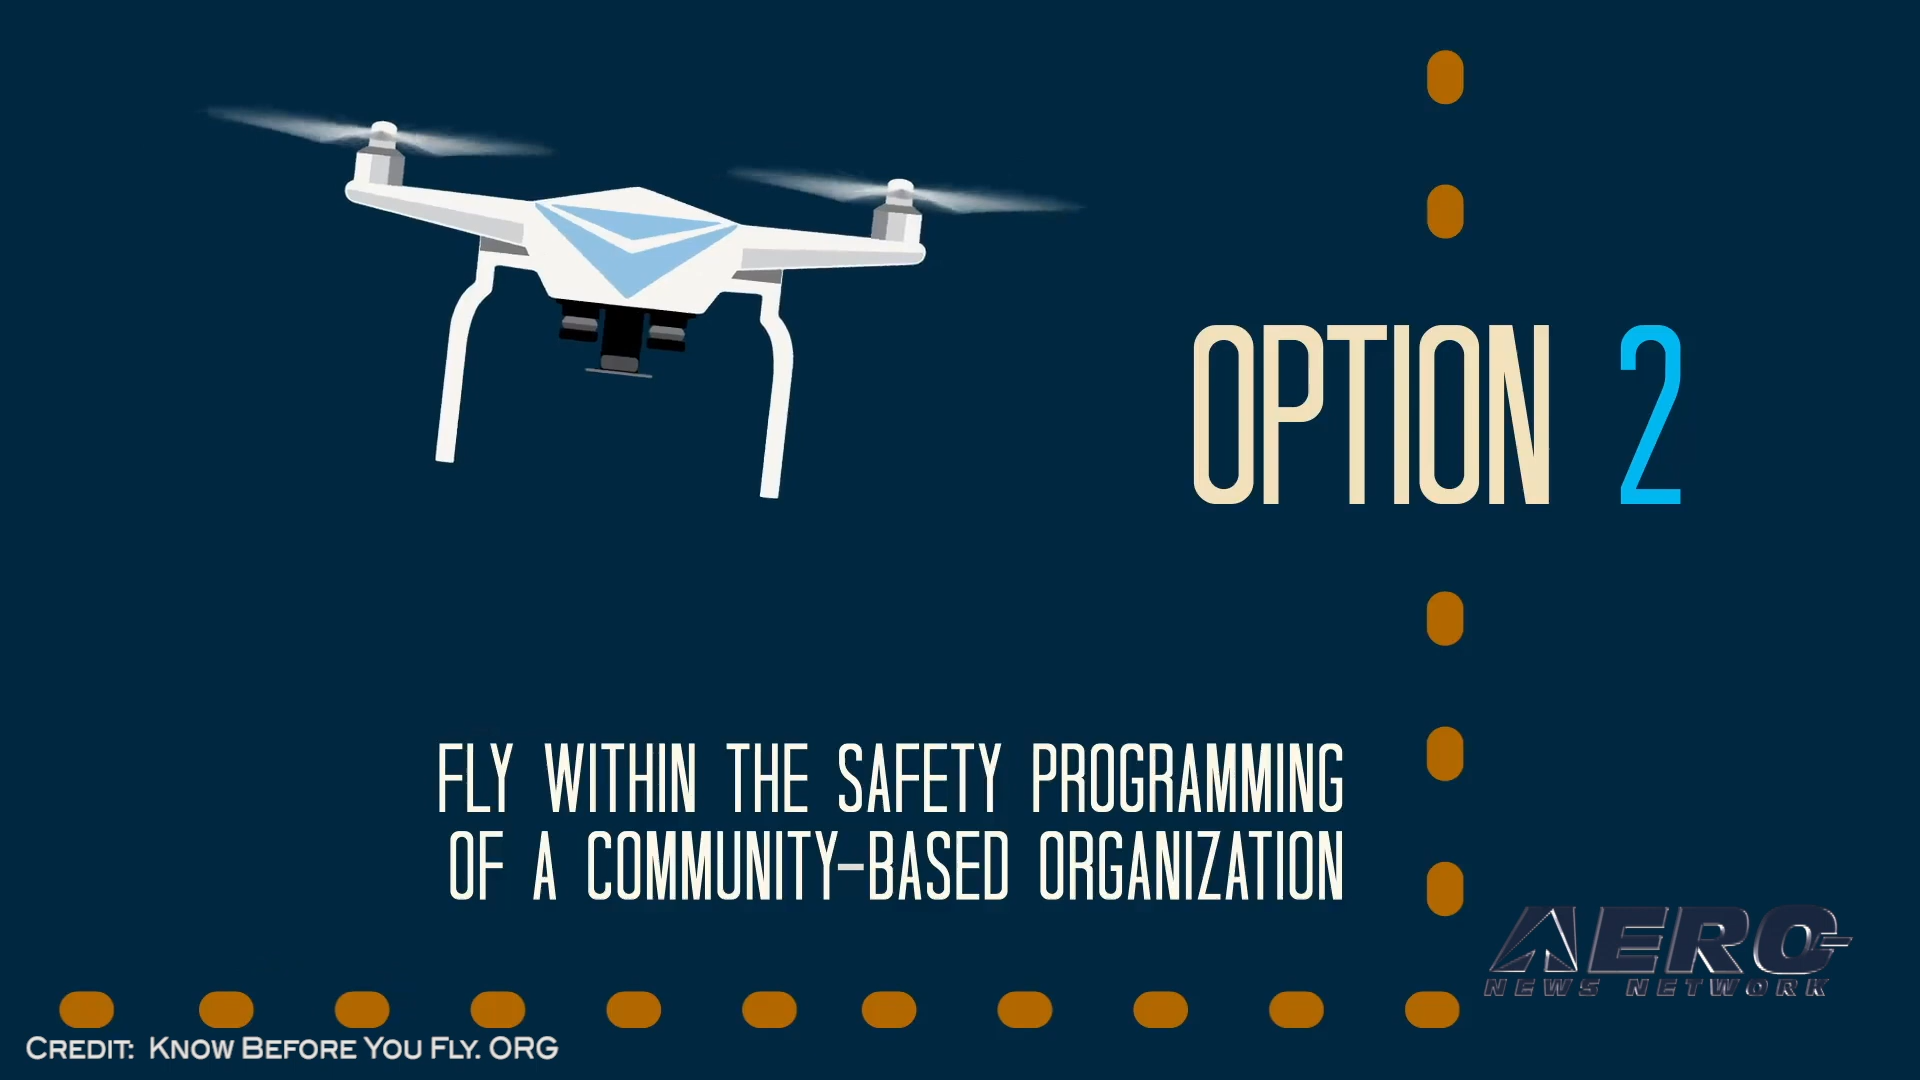 OPTION 2
FLY WITHIN THE SAFETY PROGRAMMING
OF A COMMUNITY-BASED ORGANIZATION
AERO
NEWS NETWORK
CREDIT: KNOW BEFORE YOU FLY. ORG